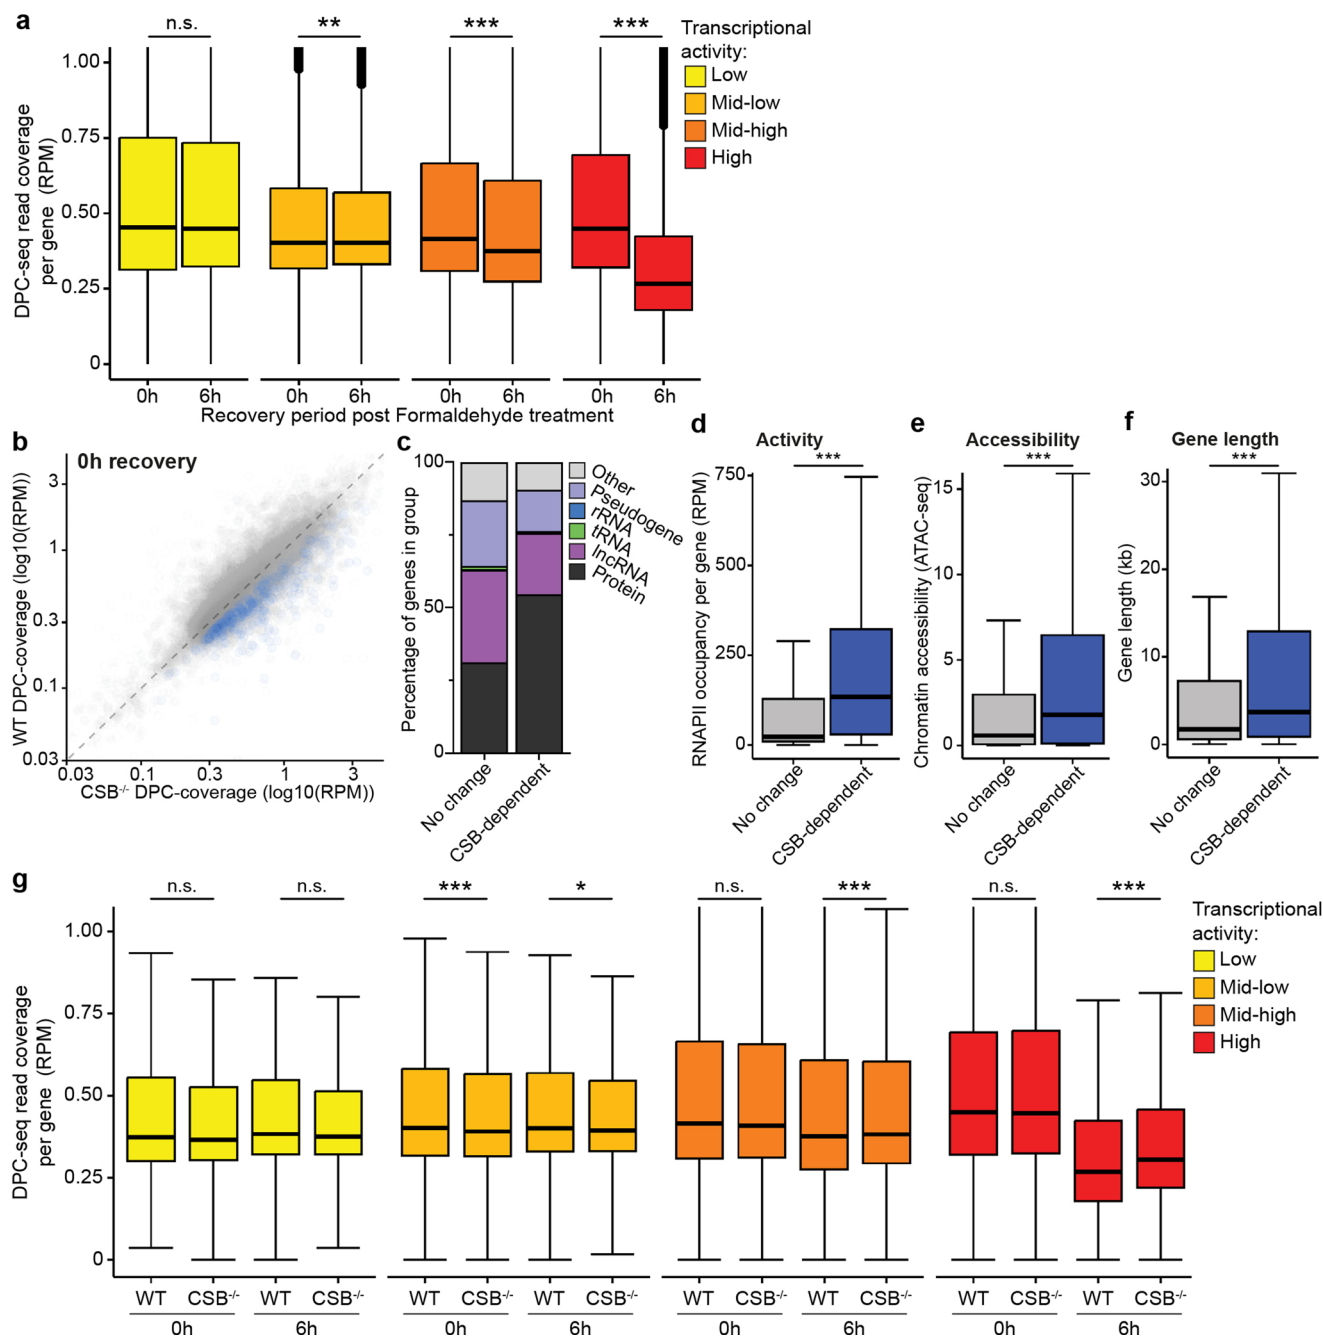 a
n.s.
**
***
***
Transcriptional
activity:
Low
Mid-low
Mid-high
High
DPC-seq read coverage
per gene (RPM)
1.00
0.75
0.50
0.25
0
0h
6h
0h
6h
0h
6h
0h
6h
Recovery period post Formaldehyde treatment
b
0h recovery
WT DPC-coverage (log10(RPM))
3
1
0.3
0.1
0.03
0.03
0.1
0.3
1
3
CSB-/- DPC-coverage (log10(RPM))
c
Percentage of genes in group
100
50
0
Other
Pseudogene
rRNA
tRNA
lncRNA
Protein
No change
CSB-dependent
d
Activity
***
RNAPII occupancy per gene (RPM)
750
500
250
0
No change
CSB-dependent
e
Accessibility
***
Chromatin accessibility (ATAC-seq)
15
10
5
0
No change
CSB-dependent
f
Gene length
***
Gene length (kb)
30
20
10
0
No change
CSB-dependent
g
n.s.
n.s.
***
*
n.s.
***
n.s.
***
Transcriptional
activity:
Low
Mid-low
Mid-high
High
DPC-seq read coverage
per gene (RPM)
1.00
0.75
0.50
0.25
0
WT
CSB-/-
WT
CSB-/-
WT
CSB-/-
WT
CSB-/-
WT
CSB-/-
WT
CSB-/-
WT
CSB-/-
WT
CSB-/-
0h
6h
0h
6h
0h
6h
0h
6h